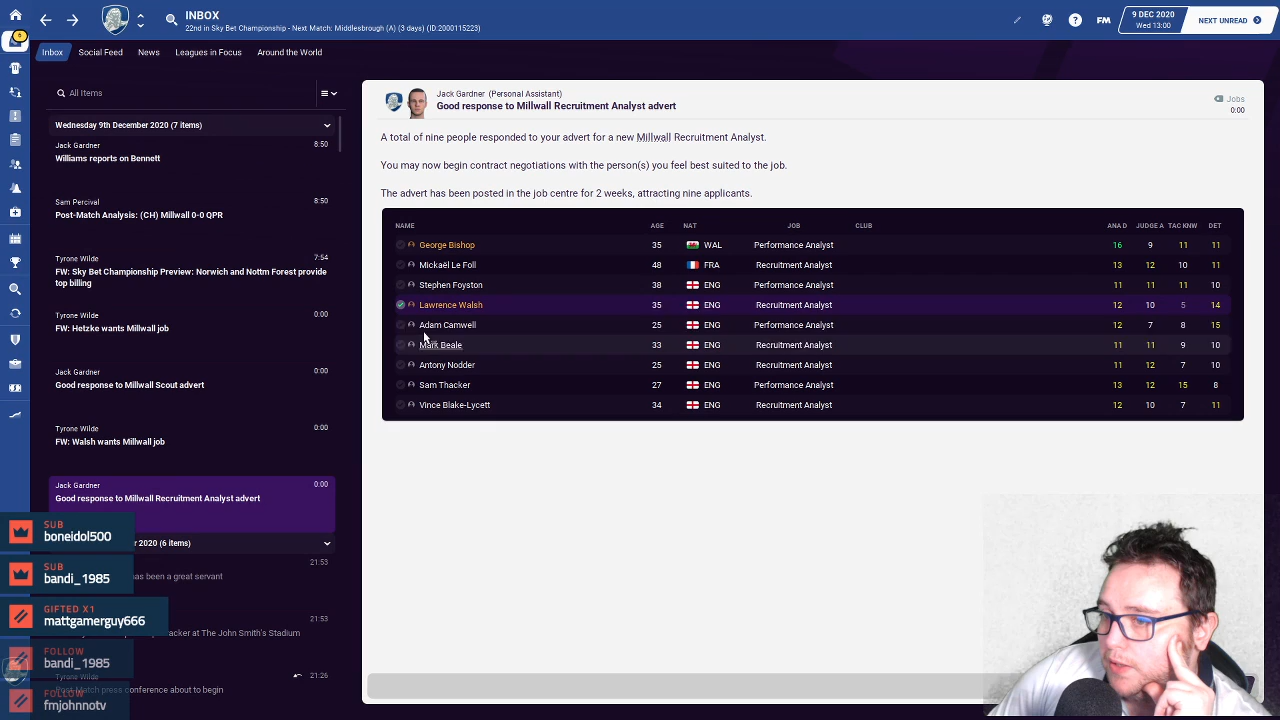 INBOX
22nd in Sky Bet Championship - Next Match: Middlesbrough (A) (3 days) (ID:2000115223)
FM
9 DEC 2020
Wed 13:00
NEXT UNREAD
Inbox
Social Feed
News
Leagues in Focus
Around the World
All Items
Wednesday 9th December 2020 (7 items)
Jack Gardner 8:50
Williams reports on Bennett
Sam Percival 8:50
Post-Match Analysis: (CH) Millwall 0-0 QPR
Tyrone Wilde 7:54
FW: Sky Bet Championship Preview: Norwich and Nottm Forest provide
top billing
Tyrone Wilde 0:00
FW: Hetzke wants Millwall job
Jack Gardner 0:00
Good response to Millwall Scout advert
Tyrone Wilde 0:00
FW: Walsh wants Millwall job
Jack Gardner 0:00
Good response to Millwall Recruitment Analyst advert
2020 (6 items)
21:53
has been a great servant
21:53
at The John Smith's Stadium
21:26
press conference about to begin
SUB
boneidol500
SUB
bandi_1985
GIFTED X1
mattgamerguy666
FOLLOW
bandi_1985
FOLLOW
fmjohnnotv
Jack Gardner (Personal Assistant)
Good response to Millwall Recruitment Analyst advert
Jobs
0:00
A total of nine people responded to your advert for a new Millwall Recruitment Analyst.
You may now begin contract negotiations with the person(s) you feel best suited to the job.
The advert has been posted in the job centre for 2 weeks, attracting nine applicants.
NAME AGE NAT JOB CLUB ANA D JUDGE A TAC KNW DET
George Bishop 35 WAL Performance Analyst 16 9 11 11
Mickaël Le Foll 48 FRA Recruitment Analyst 13 12 10 11
Stephen Foyston 38 ENG Performance Analyst 11 11 11 10
Lawrence Walsh 35 ENG Recruitment Analyst 12 10 5 14
Adam Camwell 25 ENG Performance Analyst 12 7 8 15
Mark Beale 33 ENG Recruitment Analyst 11 11 9 10
Antony Nodder 25 ENG Recruitment Analyst 11 12 7 10
Sam Thacker 27 ENG Performance Analyst 13 12 15 8
Vince Blake-Lycett 34 ENG Recruitment Analyst 12 10 7 11